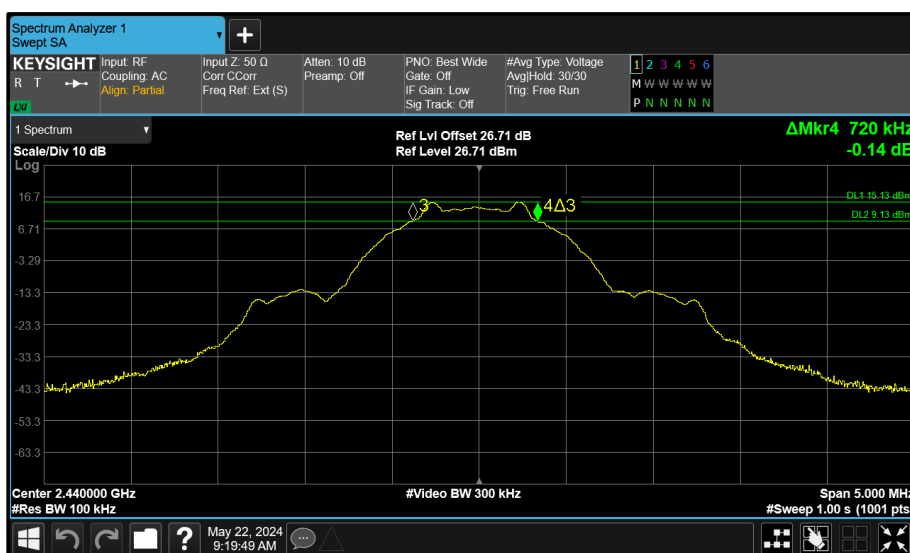 Spectrum Analyzer 1
Swept SA
+
KEYSIGHT
R T
LXI
Input: RF
Coupling: AC
Align: Partial
Input Z: 50 Ω
Corr CCorr
Freq Ref: Ext (S)
Atten: 10 dB
Preamp: Off
PNO: Best Wide
Gate: Off
IF Gain: Low
Sig Track: Off
#Avg Type: Voltage
Avg|Hold: 30/30
Trig: Free Run
1 2 3 4 5 6
M W W W W W
P N N N N N
1 Spectrum
Scale/Div 10 dB
Log
Ref Lvl Offset 26.71 dB
Ref Level 26.71 dBm
ΔMkr4 720 kHz
-0.14 dB
DL1 15.13 dBm
DL2 9.13 dBm
3
4Δ3
16.7
6.71
-3.29
-13.3
-23.3
-33.3
-43.3
-53.3
-63.3
Center 2.440000 GHz
#Video BW 300 kHz
Span 5.000 MHz
#Res BW 100 kHz
#Sweep 1.00 s (1001 pts
?
May 22, 2024
9:19:49 AM